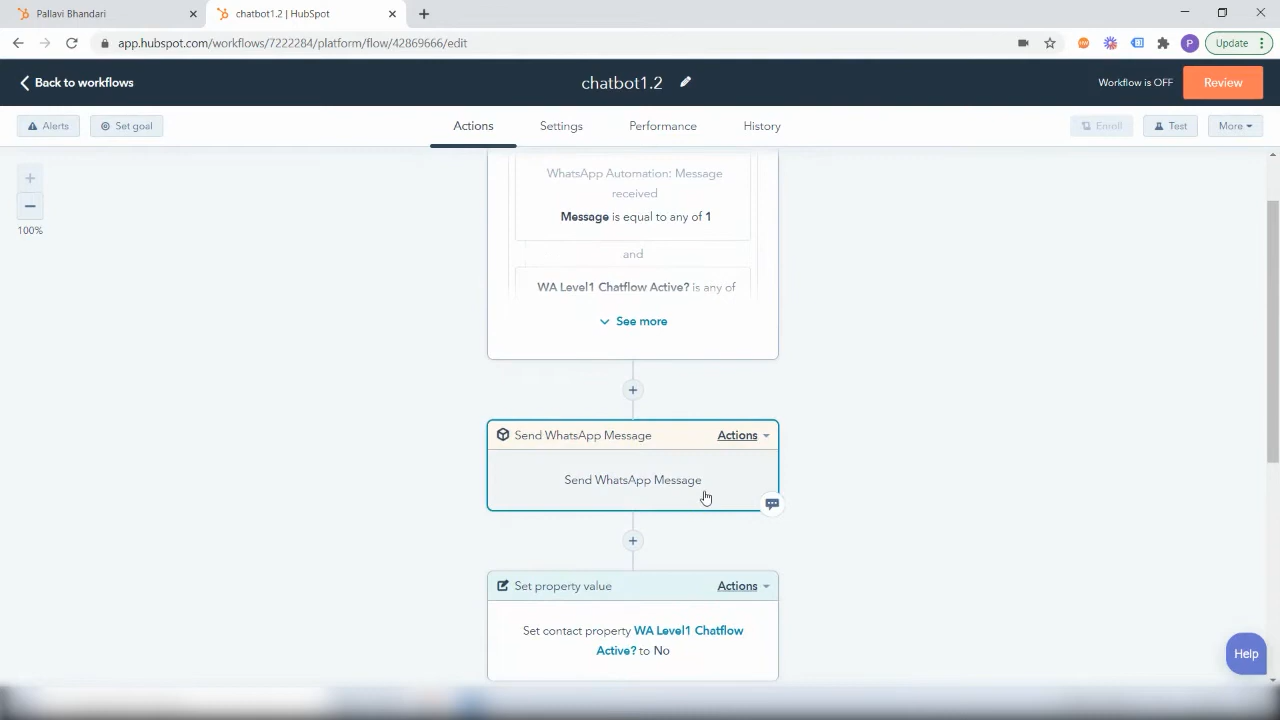 Pallavi Bhandari
chatbot1.2 | HubSpot
app.hubspot.com/workflows/7222284/platform/flow/42869666/edit
P
Update
Back to workflows
chatbot1.2
Workflow is OFF
Review
Alerts
Set goal
Actions
Settings
Performance
History
Enroll
Test
More
100%
WhatsApp Automation: Message
received
Message is equal to any of 1
and
WA Level1 Chatflow Active? is any of
See more
Send WhatsApp Message
Actions
Send WhatsApp Message
Set property value
Actions
Set contact property WA Level1 Chatflow
Active? to No
Help